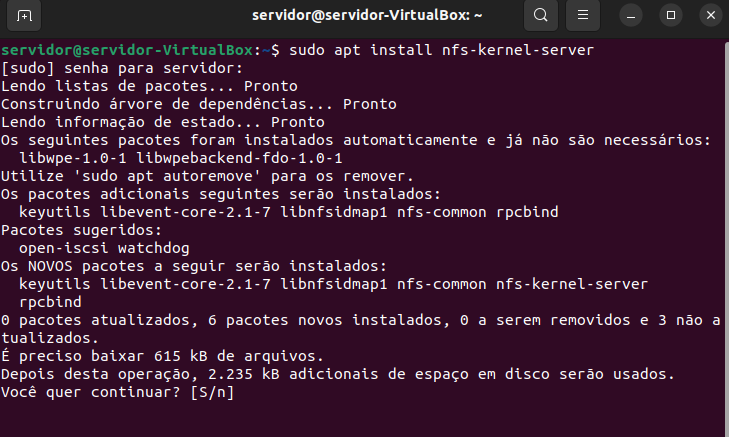 servidor@servidor-VirtualBox: ~
servidor@servidor-VirtualBox:~$ sudo apt install nfs-kernel-server
[sudo] senha para servidor:
Lendo listas de pacotes... Pronto
Construindo árvore de dependências... Pronto
Lendo informação de estado... Pronto
Os seguintes pacotes foram instalados automaticamente e já não são necessários:
  libwpe-1.0-1 libwpebackend-fdo-1.0-1
Utilize 'sudo apt autoremove' para os remover.
Os pacotes adicionais seguintes serão instalados:
  keyutils libevent-core-2.1-7 libnfsidmap1 nfs-common rpcbind
Pacotes sugeridos:
  open-iscsi watchdog
Os NOVOS pacotes a seguir serão instalados:
  keyutils libevent-core-2.1-7 libnfsidmap1 nfs-common nfs-kernel-server
  rpcbind
0 pacotes atualizados, 6 pacotes novos instalados, 0 a serem removidos e 3 não a
tualizados.
É preciso baixar 615 kB de arquivos.
Depois desta operação, 2.235 kB adicionais de espaço em disco serão usados.
Você quer continuar? [S/n]